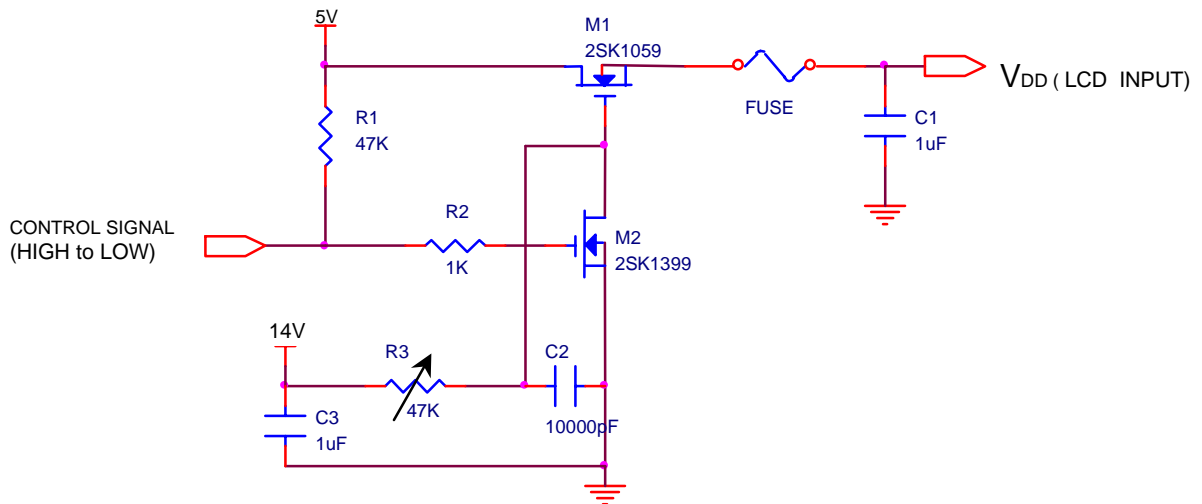 5V
M1
2SK1059
R1
47K
FUSE
VDD ( LCD INPUT)
C1
1uF
CONTROL SIGNAL
(HIGH to LOW)
R2
1K
M2
2SK1399
14V
R3
47K
C2
10000pF
C3
1uF